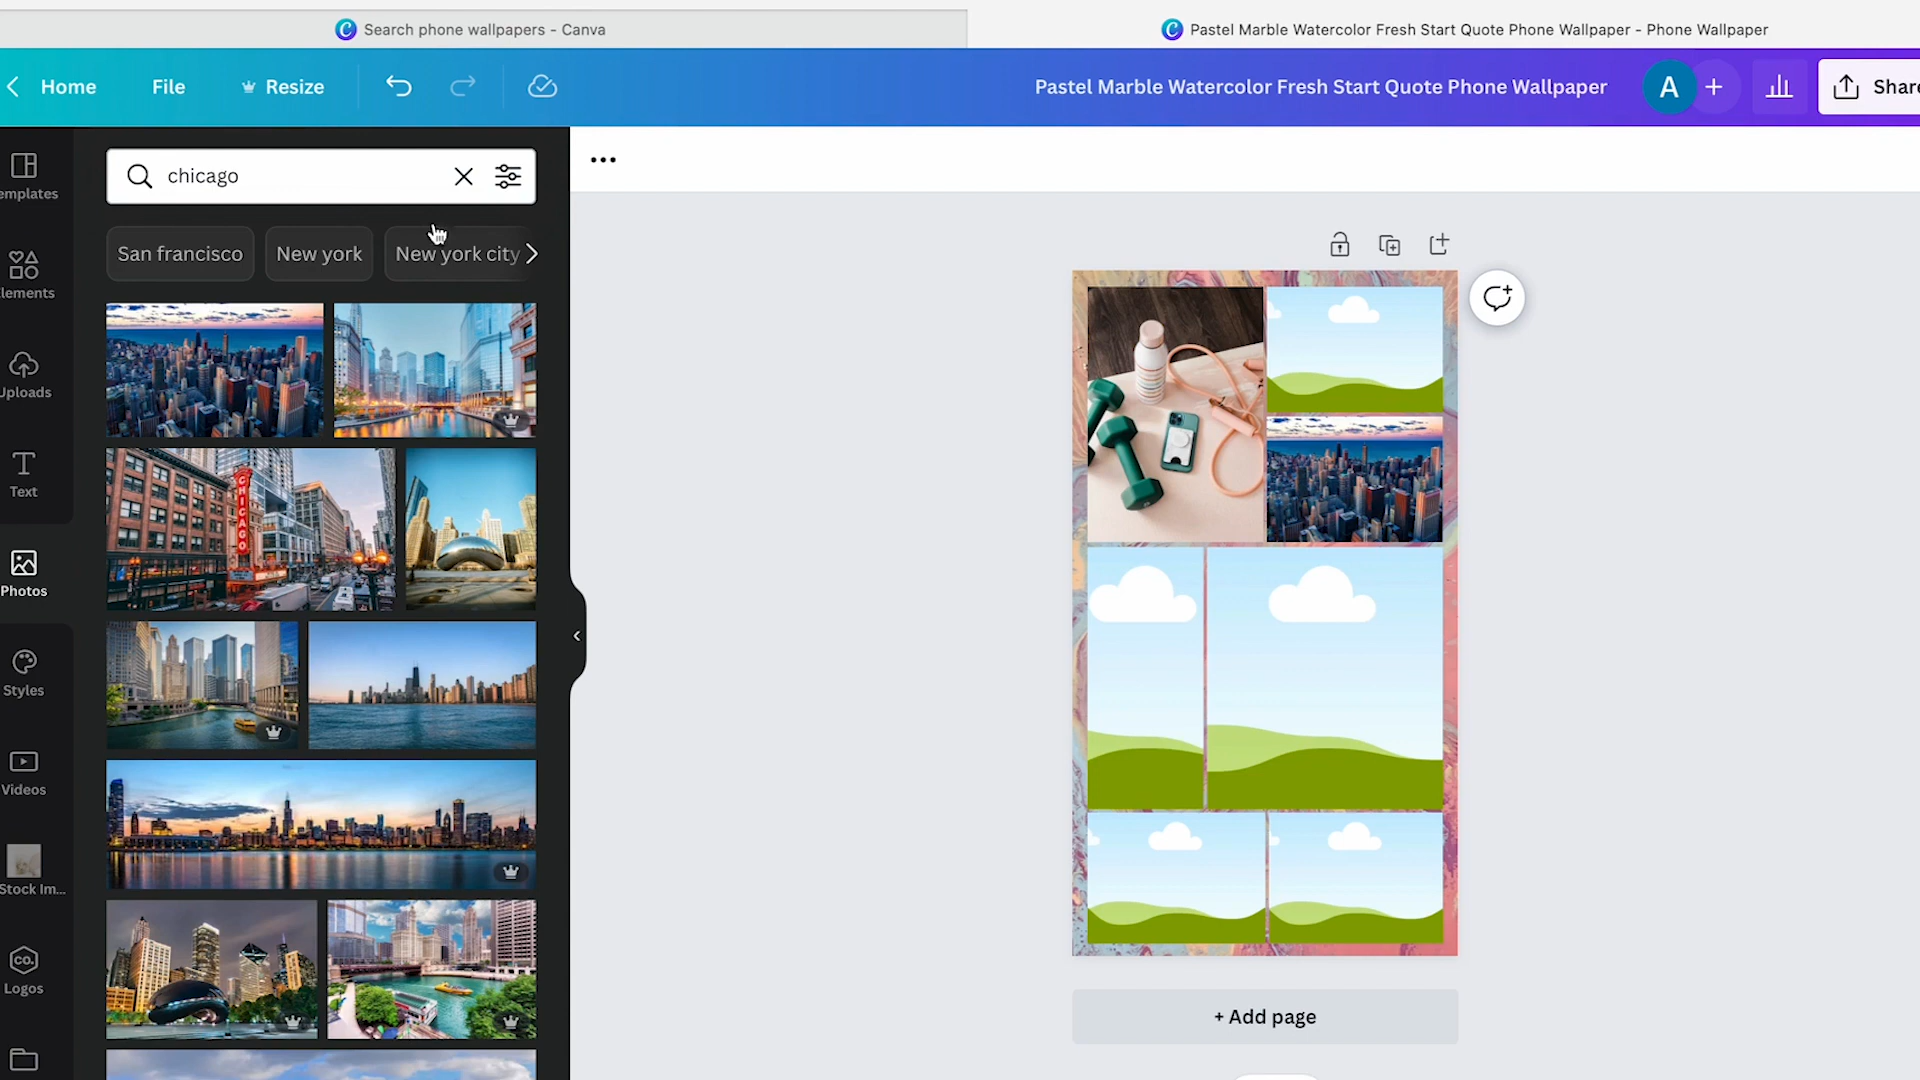 Search phone wallpapers - Canva
Pastel Marble Watercolor Fresh Start Quote Phone Wallpaper - Phone Wallpaper
Home
File
Resize
Pastel Marble Watercolor Fresh Start Quote Phone Wallpaper
A
Share
chicago
San francisco
New york
New york city
emplates
lements
Uploads
Text
Photos
Styles
Videos
Stock Im...
CO.
Logos
CHICAGO
+ Add page